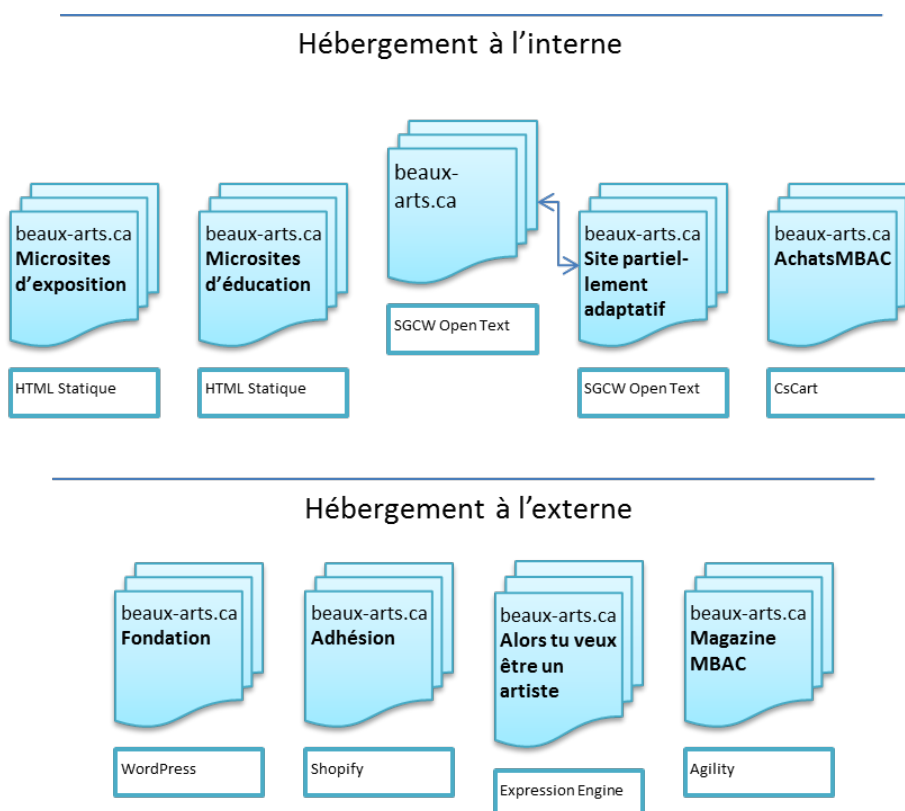 Hébergement à l’interne
beaux-arts.ca
Microsites
d’exposition
HTML Statique
beaux-arts.ca
Microsites
d’éducation
HTML Statique
beaux-
arts.ca
SGCW Open Text
beaux-arts.ca
Site partiel-
lement
adaptatif
SGCW Open Text
beaux-arts.ca
AchatsMBAC
CsCart
Hébergement à l’externe
beaux-arts.ca
Fondation
WordPress
beaux-arts.ca
Adhésion
Shopify
beaux-arts.ca
Alors tu veux
être un
artiste
Expression Engine
beaux-arts.ca
Magazine
MBAC
Agility